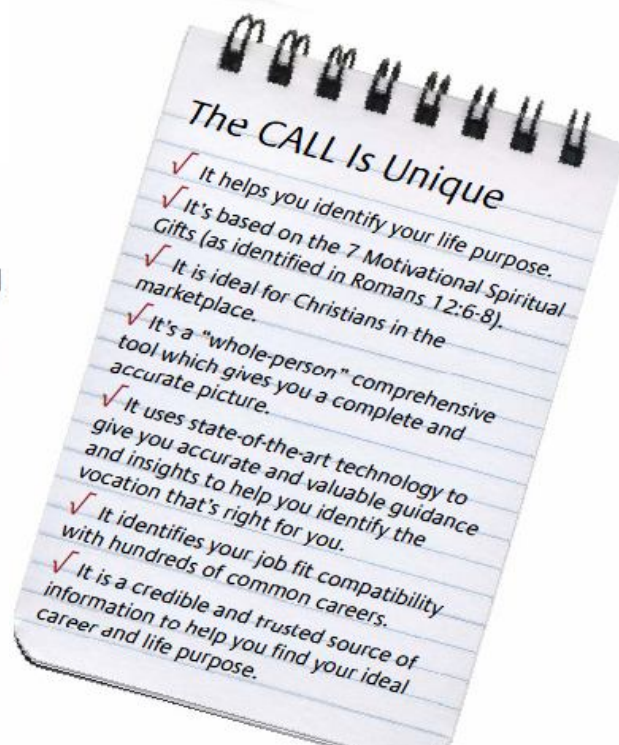 The CALL Is Unique
√ It helps you identify your life purpose.
√ It's based on the 7 Motivational Spiritual
Gifts (as identified in Romans 12:6-8).
√ It is ideal for Christians in the
marketplace.
√ It's a "whole-person" comprehensive
tool which gives you a complete and
accurate picture.
√ It uses state-of-the-art technology to
give you accurate and valuable guidance
and insights to help you identify the
vocation that's right for you.
√ It identifies your job fit compatibility
with hundreds of common careers.
√ It is a credible and trusted source of
information to help you find your ideal
career and life purpose.